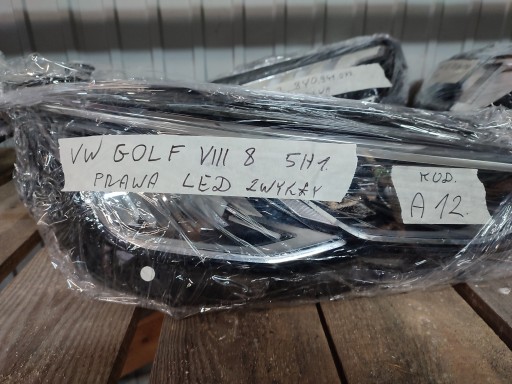 VW GOLF VIII 8 5H1.
PRAWA LED ZWYKŁY
KOD.
A 12.